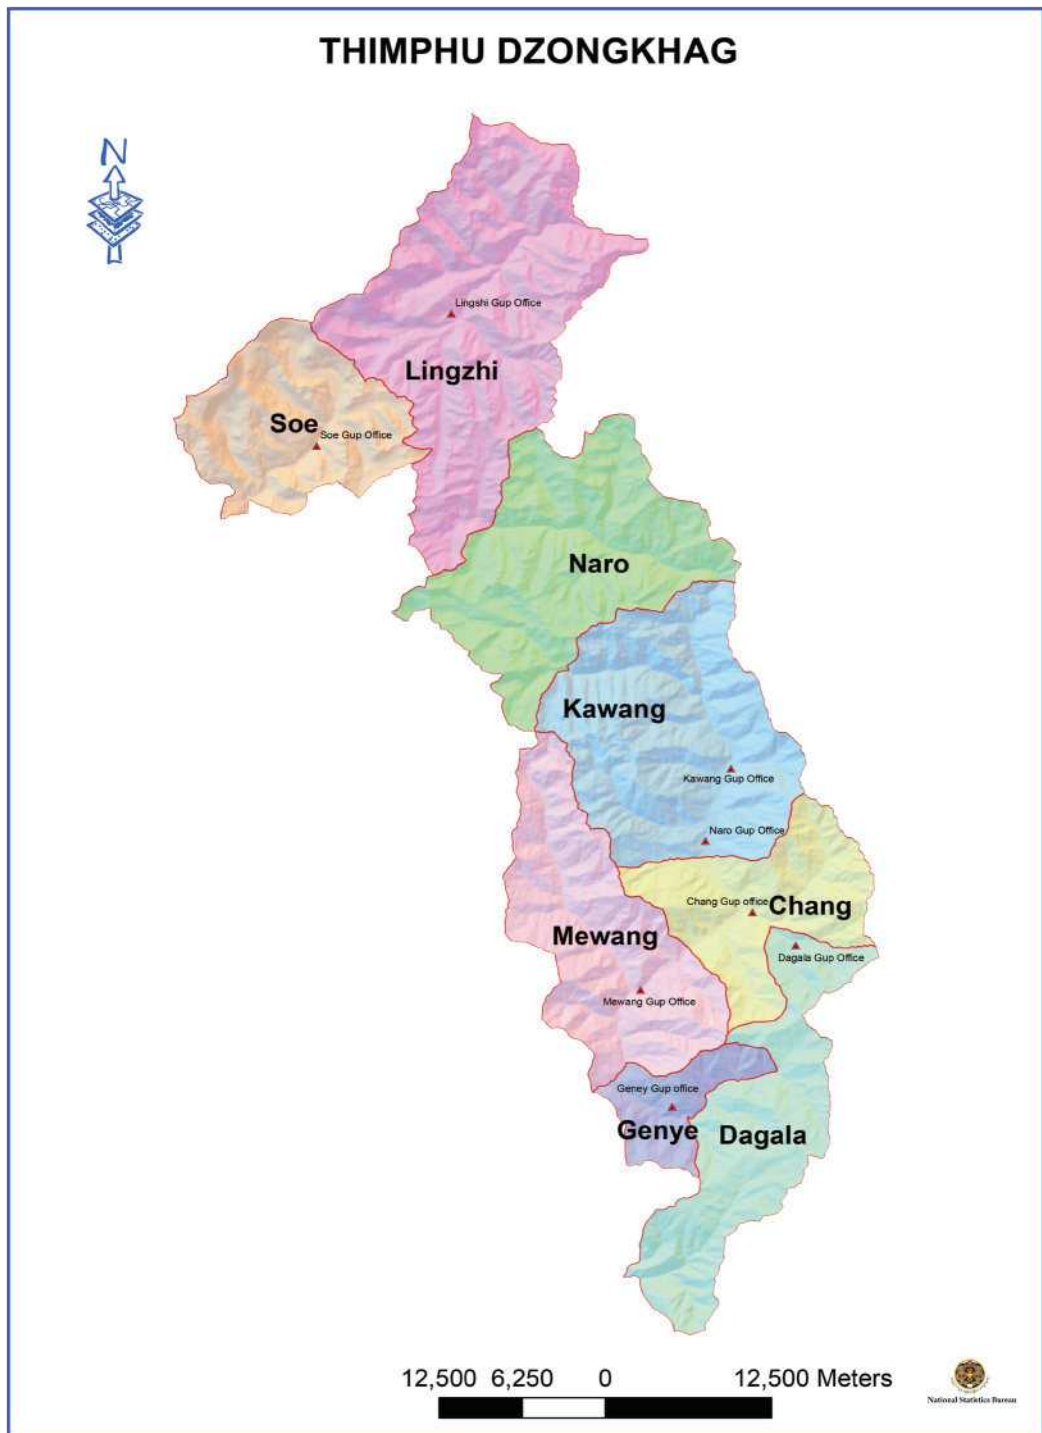 THIMPHU DZONGKHAG
N
Lingshi Gup Office
Lingzhi
Soe
Soe Gup Office
Naro
Kawang
Kawang Gup Office
Naro Gup Office
Chang Gup office
Chang
Mewang
Dagala Gup Office
Mewang Gup Office
Geney Gup office
Genye
Dagala
12,500 6,250 0 12,500 Meters
National Statistics Bureau